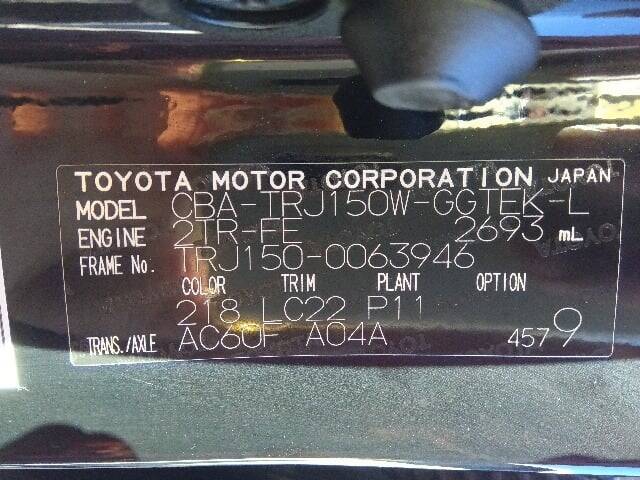 TOYOTA MOTOR CORPORATION JAPAN
MODEL CBA-TRJ150W-GGTEK-L
ENGINE 2TR-FE 2693 mL
FRAME No. TRJ150-0063946
COLOR TRIM PLANT OPTION
218 LC22 P11
TRANS./AXLE AC60F A04A 4579